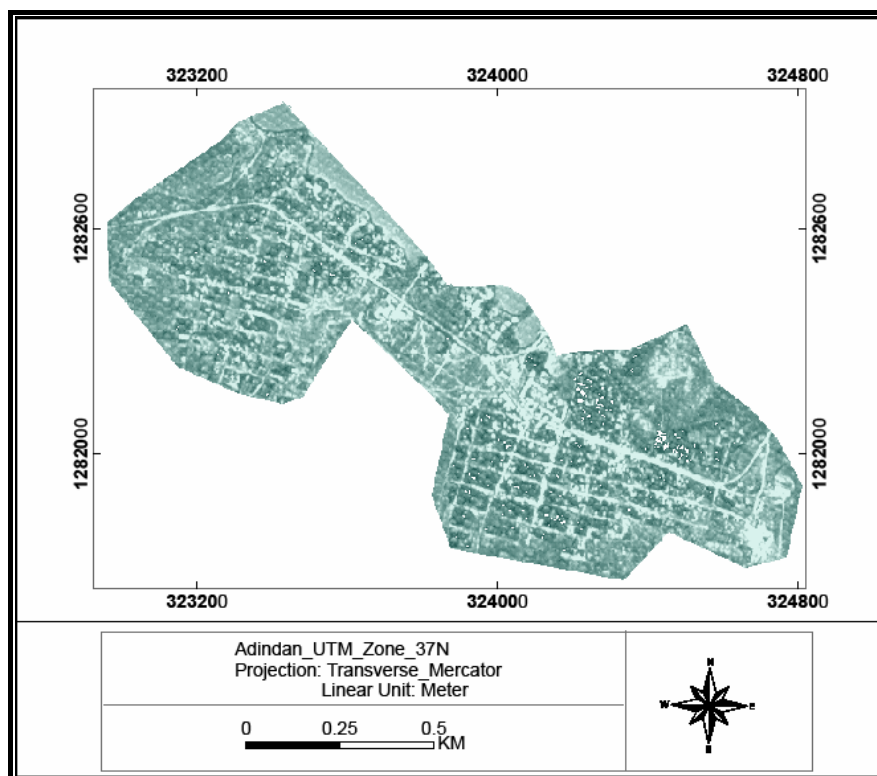 323200 324000 324800
1282600 1282600
1282000 1282000
323200 324000 324800
Adindan_UTM_Zone_37N
Projection: Transverse_Mercator
Linear Unit: Meter
0 0.25 0.5
KM
N
W E
S